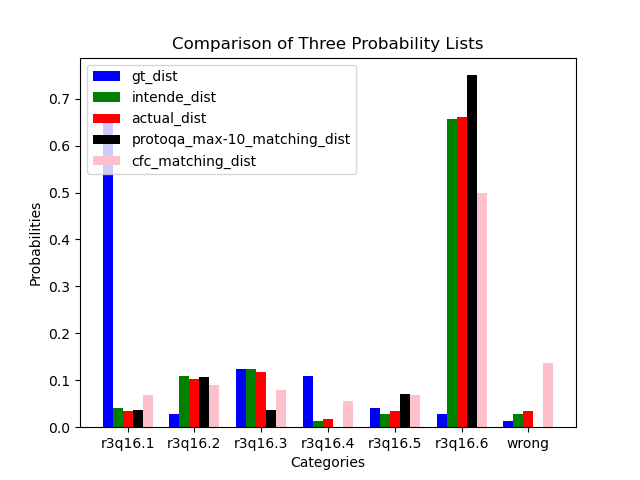 Comparison of Three Probability Lists
gt_dist
intende_dist
actual_dist
protoqa_max-10_matching_dist
cfc_matching_dist
Probabilities
0.7
0.6
0.5
0.4
0.3
0.2
0.1
0.0
r3q16.1 r3q16.2 r3q16.3 r3q16.4 r3q16.5 r3q16.6 wrong
Categories